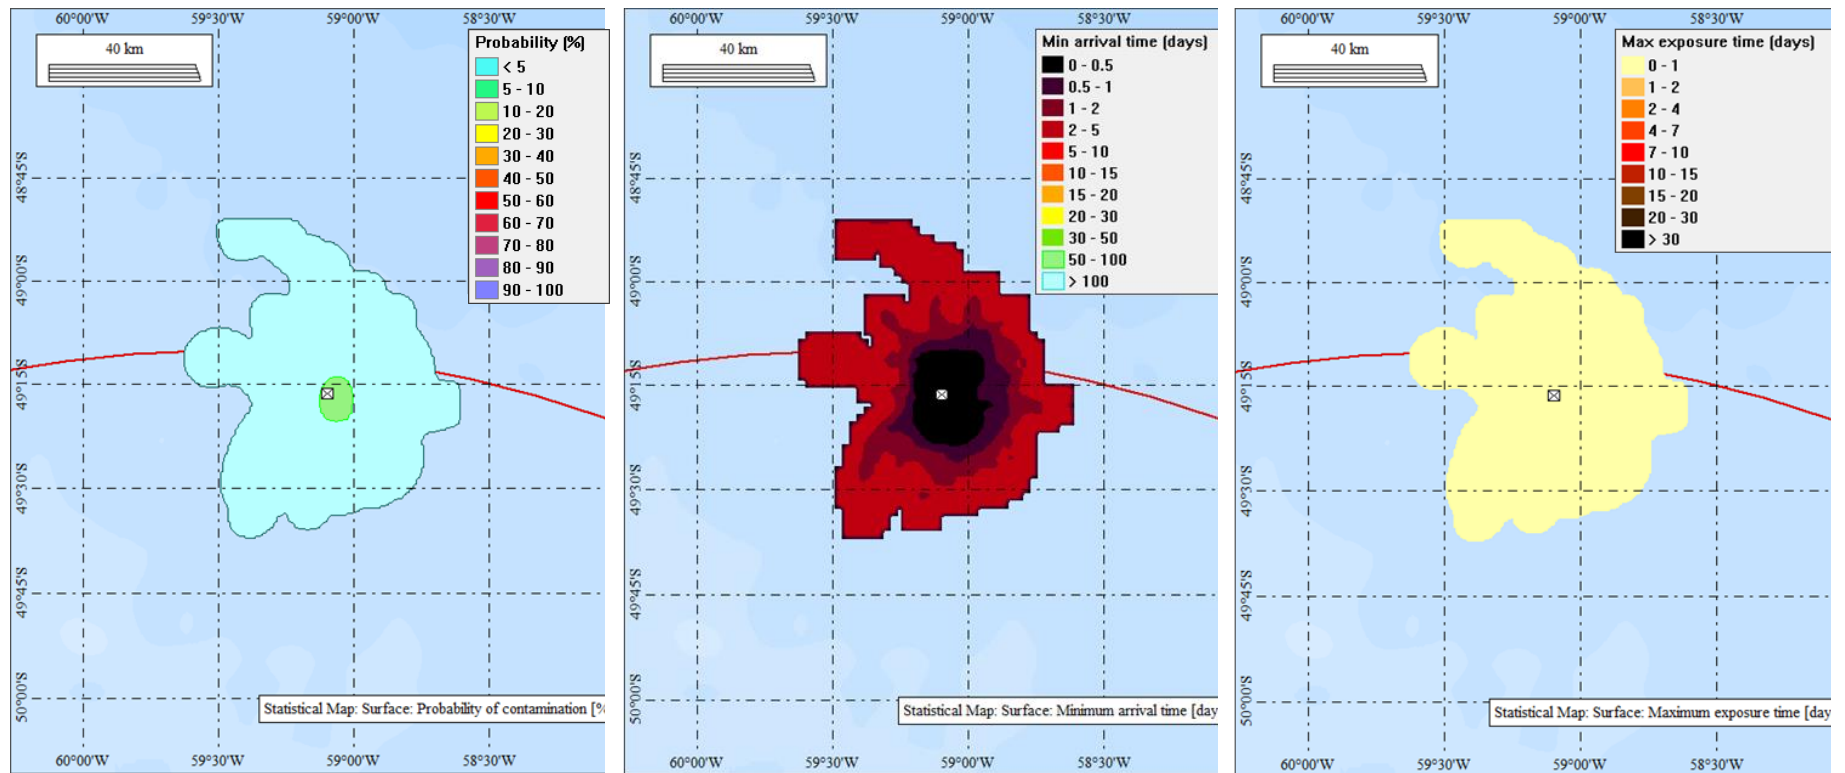 60°00'W 59°30'W 59°00'W 58°30'W
40 km
Probability (%)
< 5
5 - 10
10 - 20
20 - 30
30 - 40
40 - 50
50 - 60
60 - 70
70 - 80
80 - 90
90 - 100
48°45'S
49°00'S
49°15'S
49°30'S
49°45'S
50°00'S
Statistical Map: Surface: Probability of contamination [%
60°00'W 59°30'W 59°00'W 58°30'W
60°00'W 59°30'W 59°00'W 58°30'W
40 km
Min arrival time (days)
0 - 0.5
0.5 - 1
1 - 2
2 - 5
5 - 10
10 - 15
15 - 20
20 - 30
30 - 50
50 - 100
> 100
48°45'S
49°00'S
49°15'S
49°30'S
49°45'S
50°00'S
Statistical Map: Surface: Minimum arrival time [day
60°00'W 59°30'W 59°00'W 58°30'W
60°00'W 59°30'W 59°00'W 58°30'W
40 km
Max exposure time (days)
0 - 1
1 - 2
2 - 4
4 - 7
7 - 10
10 - 15
15 - 20
20 - 30
> 30
48°45'S
49°00'S
49°15'S
49°30'S
49°45'S
50°00'S
Statistical Map: Surface: Maximum exposure time [day
60°00'W 59°30'W 59°00'W 58°30'W